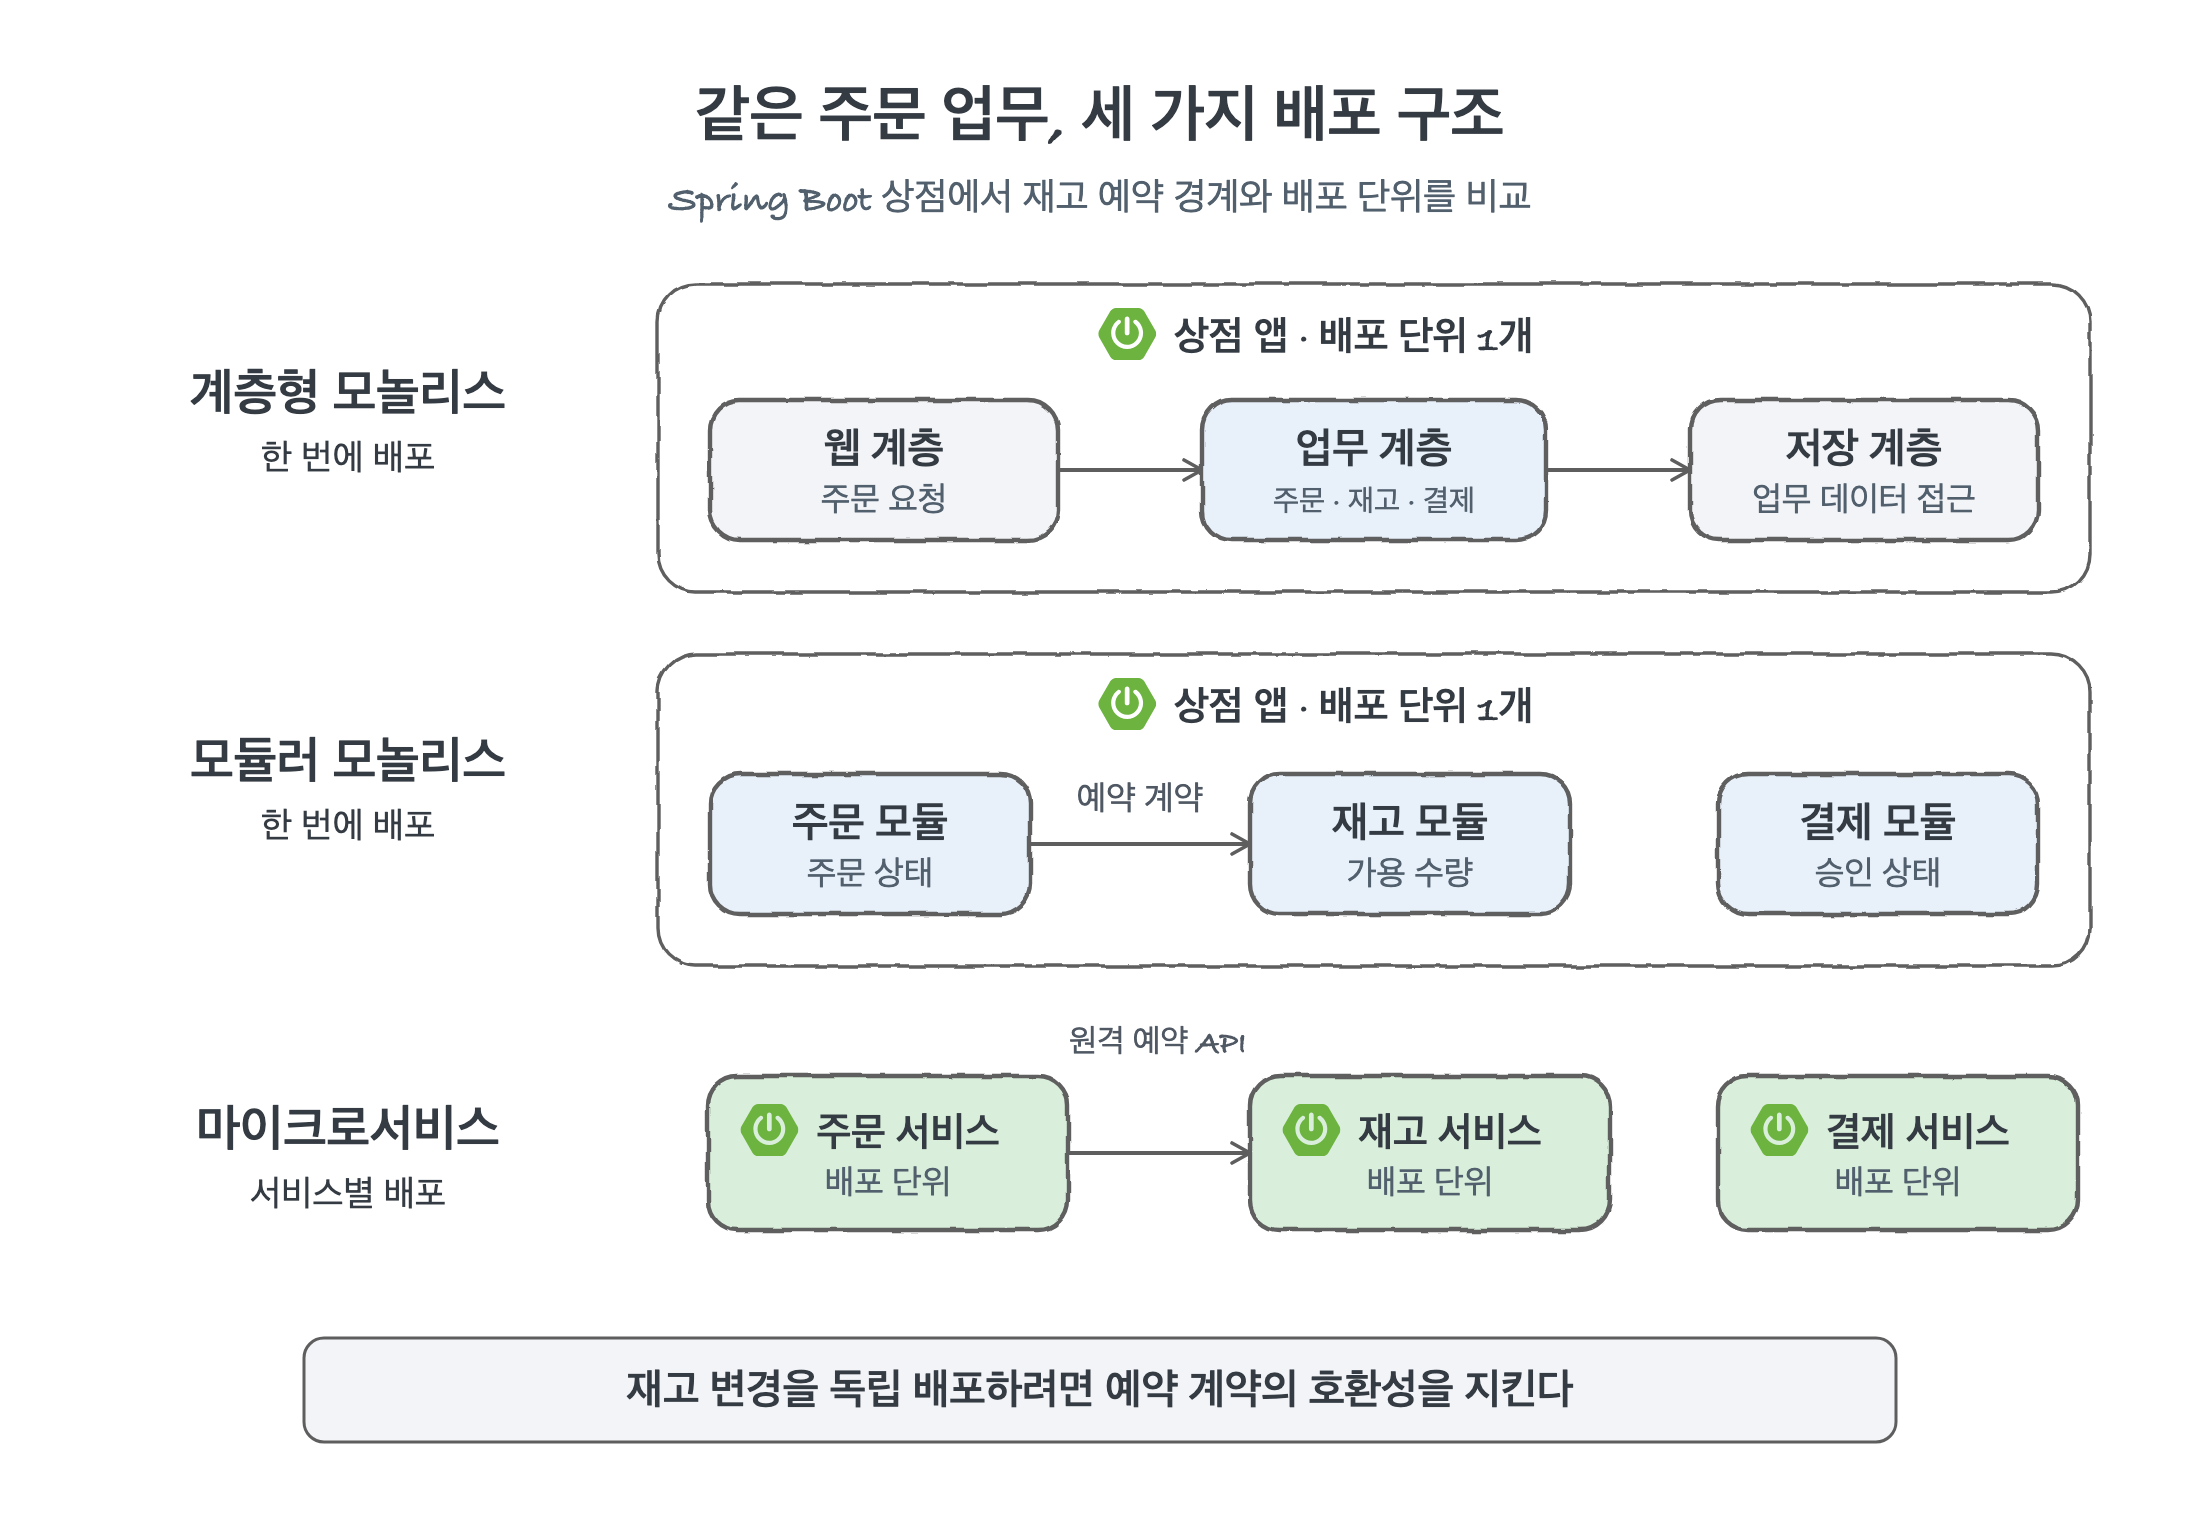 같은 주문 업무, 세 가지 배포 구조
Spring Boot 상점에서 재고 예약 경계와 배포 단위를 비교
계층형 모놀리스
한 번에 배포
상점 앱 · 배포 단위 1개
웹 계층
주문 요청
업무 계층
주문 · 재고 · 결제
저장 계층
업무 데이터 접근
모듈러 모놀리스
한 번에 배포
상점 앱 · 배포 단위 1개
주문 모듈
주문 상태
예약 계약
재고 모듈
가용 수량
결제 모듈
승인 상태
마이크로서비스
서비스별 배포
원격 예약 API
주문 서비스
배포 단위
재고 서비스
배포 단위
결제 서비스
배포 단위
재고 변경을 독립 배포하려면 예약 계약의 호환성을 지킨다